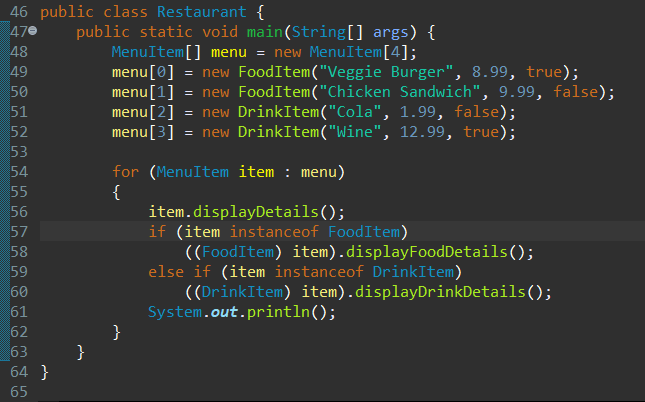 46 public class Restaurant {
47     public static void main(String[] args) {
48         MenuItem[] menu = new MenuItem[4];
49         menu[0] = new FoodItem("Veggie Burger", 8.99, true);
50         menu[1] = new FoodItem("Chicken Sandwich", 9.99, false);
51         menu[2] = new DrinkItem("Cola", 1.99, false);
52         menu[3] = new DrinkItem("Wine", 12.99, true);
53
54         for (MenuItem item : menu)
55         {
56             item.displayDetails();
57             if (item instanceof FoodItem)
58                 ((FoodItem) item).displayFoodDetails();
59             else if (item instanceof DrinkItem)
60                 ((DrinkItem) item).displayDrinkDetails();
61             System.out.println();
62         }
63     }
64 }
65